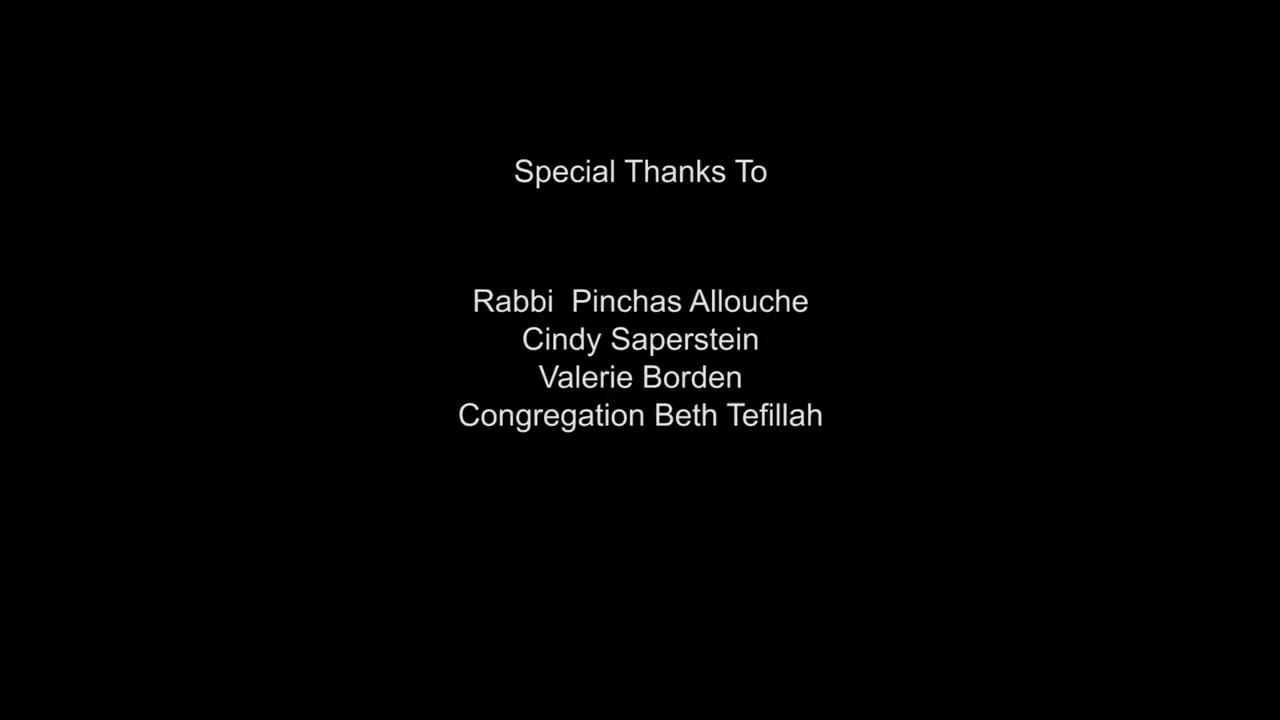 Special Thanks To
Rabbi  Pinchas Allouche
Cindy Saperstein
Valerie Borden
Congregation Beth Tefillah